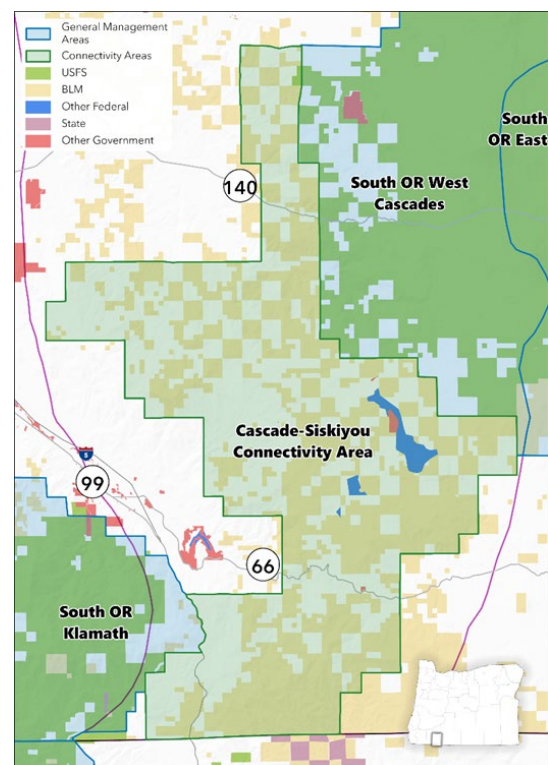 General Management
Areas
Connectivity Areas
USFS
BLM
Other Federal
State
Other Government
South
OR East
140
South OR West
Cascades
Cascade-Siskiyou
Connectivity Area
5
99
66
South OR
Klamath